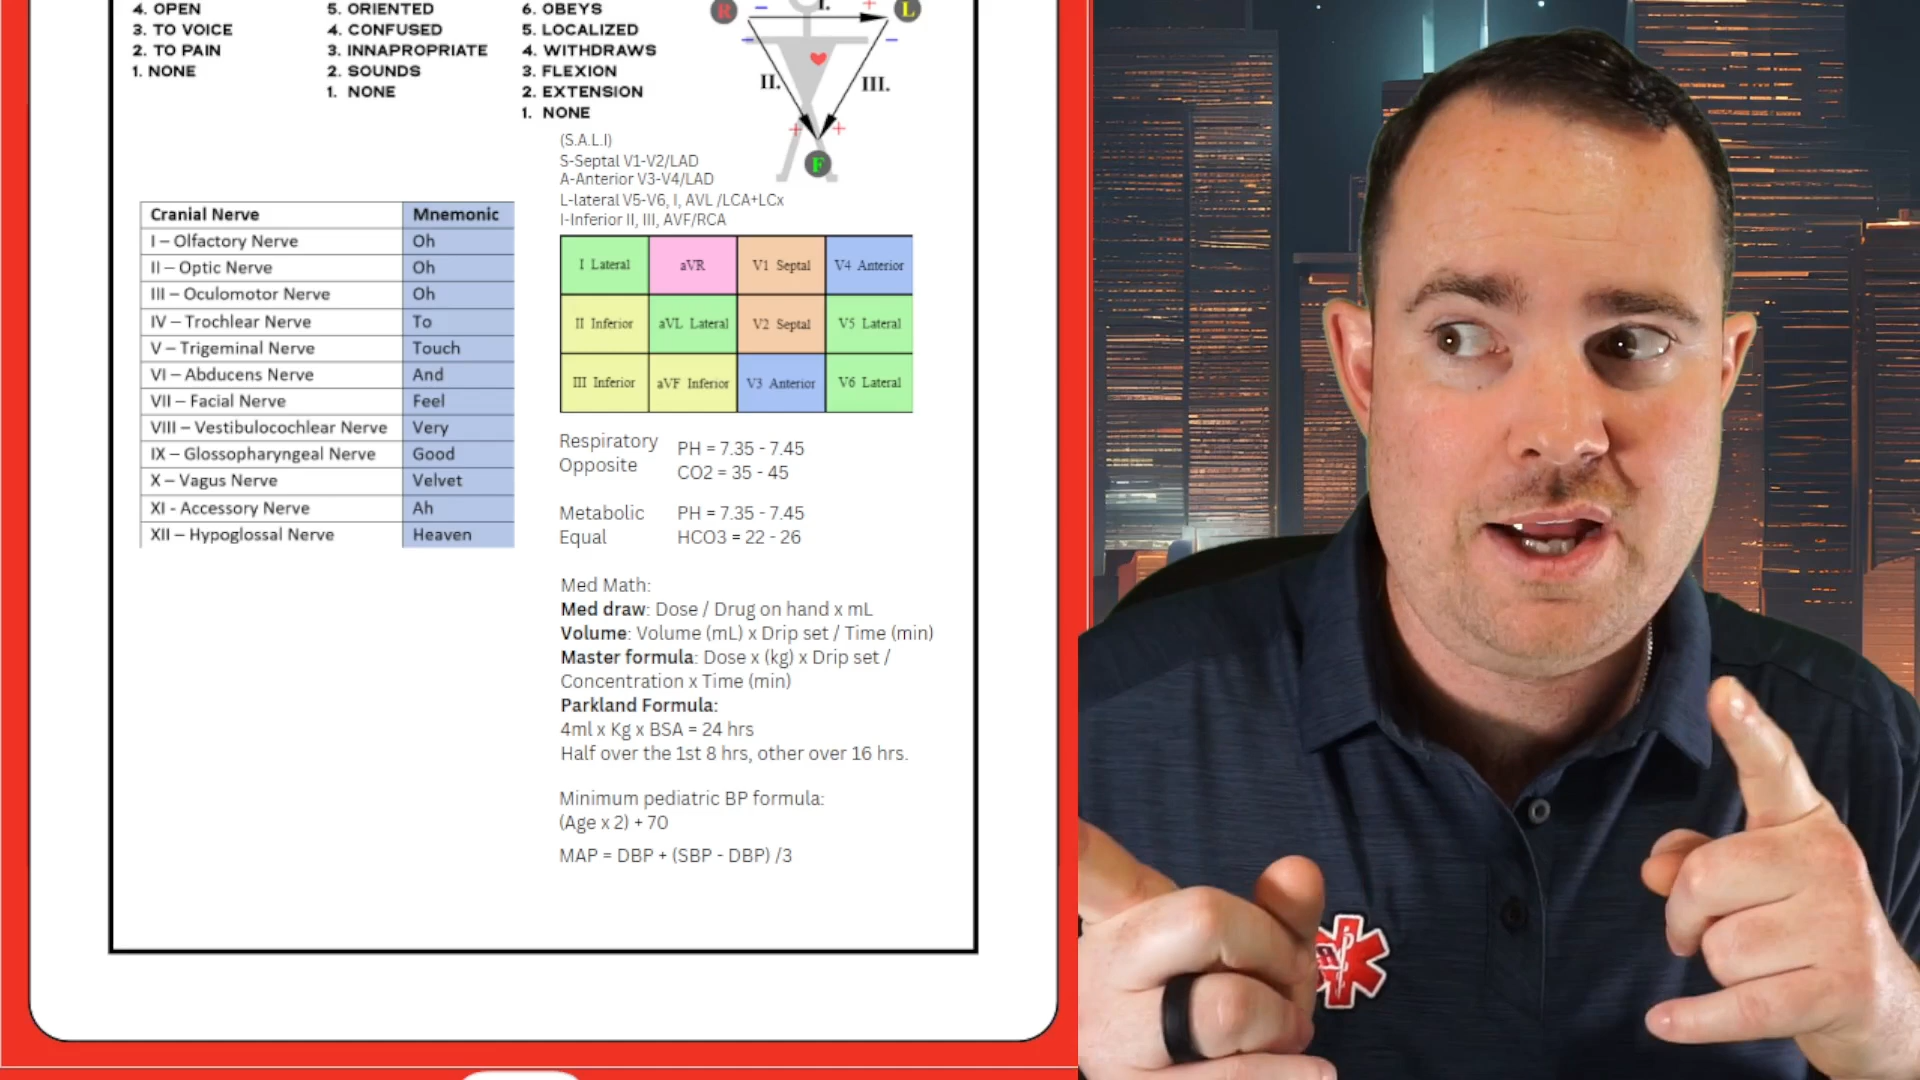 4. OPEN
3. TO VOICE
2. TO PAIN
1. NONE
5. ORIENTED
4. CONFUSED
3. INNAPROPRIATE
2. SOUNDS
1. NONE
6. OBEYS
5. LOCALIZED
4. WITHDRAWS
3. FLEXION
2. EXTENSION
1. NONE
R − I. + L
− −
II. III.
+ +
F
(S.A.L.I)
S-Septal V1-V2/LAD
A-Anterior V3-V4/LAD
L-lateral V5-V6, I, AVL /LCA+LCx
I-Inferior II, III, AVF/RCA
Cranial Nerve Mnemonic
I – Olfactory Nerve Oh
II – Optic Nerve Oh
III – Oculomotor Nerve Oh
IV – Trochlear Nerve To
V – Trigeminal Nerve Touch
VI – Abducens Nerve And
VII – Facial Nerve Feel
VIII – Vestibulocochlear Nerve Very
IX – Glossopharyngeal Nerve Good
X – Vagus Nerve Velvet
XI - Accessory Nerve Ah
XII – Hypoglossal Nerve Heaven
I Lateral aVR V1 Septal V4 Anterior
II Inferior aVL Lateral V2 Septal V5 Lateral
III Inferior aVF Inferior V3 Anterior V6 Lateral
Respiratory PH = 7.35 - 7.45
Opposite CO2 = 35 - 45
Metabolic PH = 7.35 - 7.45
Equal HCO3 = 22 - 26
Med Math:
Med draw: Dose / Drug on hand x mL
Volume: Volume (mL) x Drip set / Time (min)
Master formula: Dose x (kg) x Drip set /
Concentration x Time (min)
Parkland Formula:
4ml x Kg x BSA = 24 hrs
Half over the 1st 8 hrs, other over 16 hrs.
Minimum pediatric BP formula:
(Age x 2) + 70
MAP = DBP + (SBP - DBP) /3